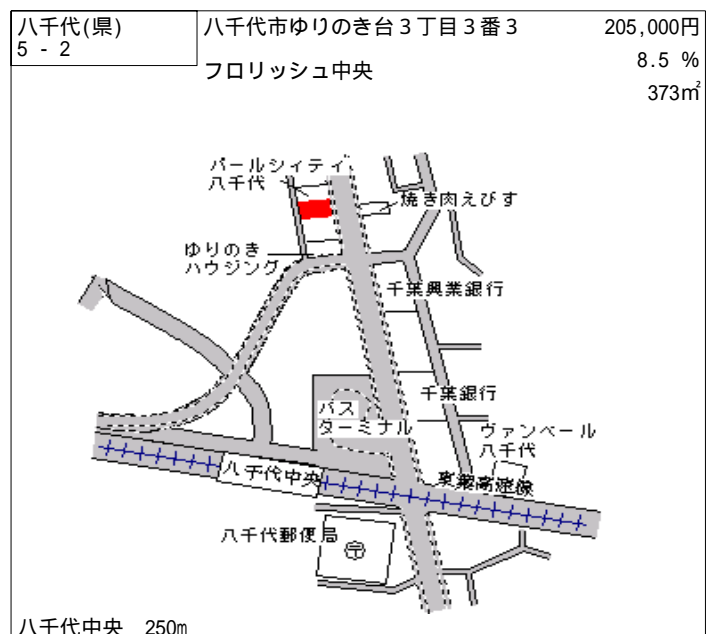 八千代(県)
5 - 2
八千代市ゆりのき台３丁目３番３
205,000円
フロリッシュ中央
8.5 %
373㎡
パールシィティ
八千代
焼き肉えびす
ゆりのき
ハウジング
千葉興業銀行
千葉銀行
バス
ターミナル
ヴァンベール
八千代
八千代中央
東葉高速線
八千代郵便局
八千代中央 250m